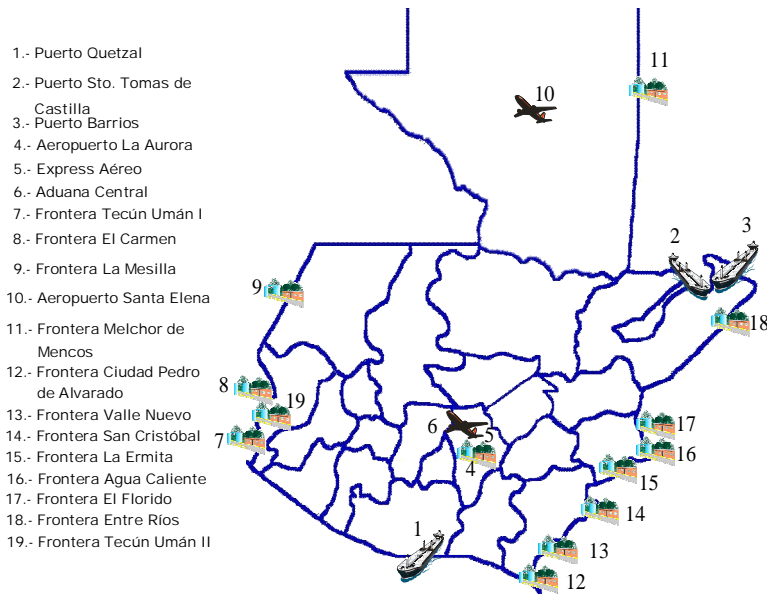 1.- Puerto Quetzal
2.- Puerto Sto. Tomas de
Castilla
3.- Puerto Barrios
4.- Aeropuerto La Aurora
5.- Express Aéreo
6.- Aduana Central
7.- Frontera Tecún Umán I
8.- Frontera El Carmen
9.- Frontera La Mesilla
10.- Aeropuerto Santa Elena
11.- Frontera Melchor de
Mencos
12.- Frontera Ciudad Pedro
de Alvarado
13.- Frontera Valle Nuevo
14.- Frontera San Cristóbal
15.- Frontera La Ermita
16.- Frontera Agua Caliente
17.- Frontera El Florido
18.- Frontera Entre Ríos
19.- Frontera Tecún Umán II
11
10
2
3
9
18
8
19
7
6
5
4
17
16
15
14
1
13
12